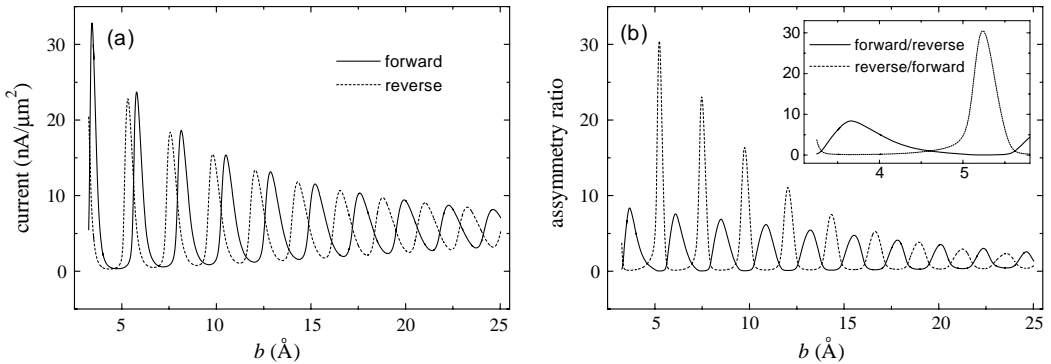 (a)
forward
reverse
current (nA/μm²)
30
20
10
0
5
10
15
20
25
b (Å)
(b)
forward/reverse
reverse/forward
30
20
10
0
4
5
assymetry ratio
30
20
10
0
5
10
15
20
25
b (Å)